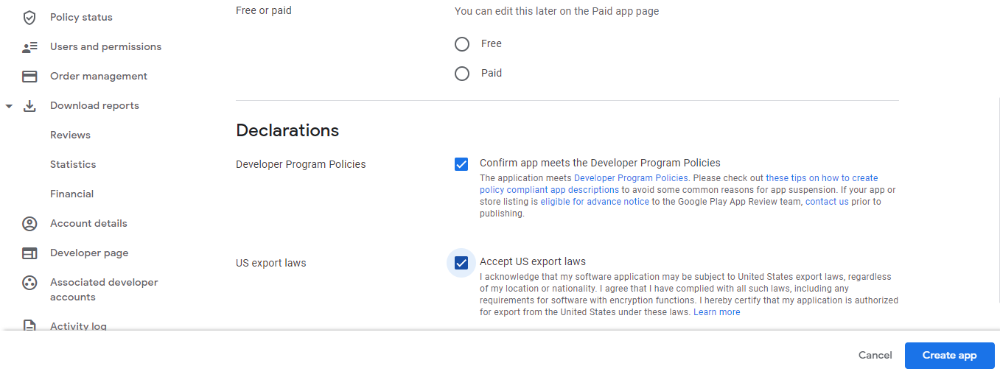 Policy status
Users and permissions
Order management
Download reports
Reviews
Statistics
Financial
Account details
Developer page
Associated developer
accounts
Activity log
Free or paid
You can edit this later on the Paid app page
Free
Paid
Declarations
Developer Program Policies
Confirm app meets the Developer Program Policies
The application meets Developer Program Policies. Please check out these tips on how to create
policy compliant app descriptions to avoid some common reasons for app suspension. If your app or
store listing is eligible for advance notice to the Google Play App Review team, contact us prior to
publishing.
US export laws
Accept US export laws
I acknowledge that my software application may be subject to United States export laws, regardless
of my location or nationality. I agree that I have complied with all such laws, including any
requirements for software with encryption functions. I hereby certify that my application is authorized
for export from the United States under these laws. Learn more
Cancel
Create app